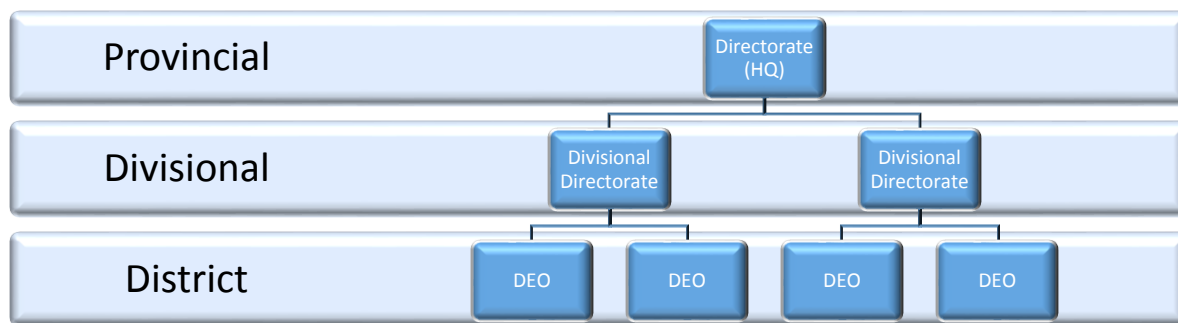 Provincial
Directorate
(HQ)
Divisional
Divisional
Directorate
Divisional
Directorate
District
DEO
DEO
DEO
DEO